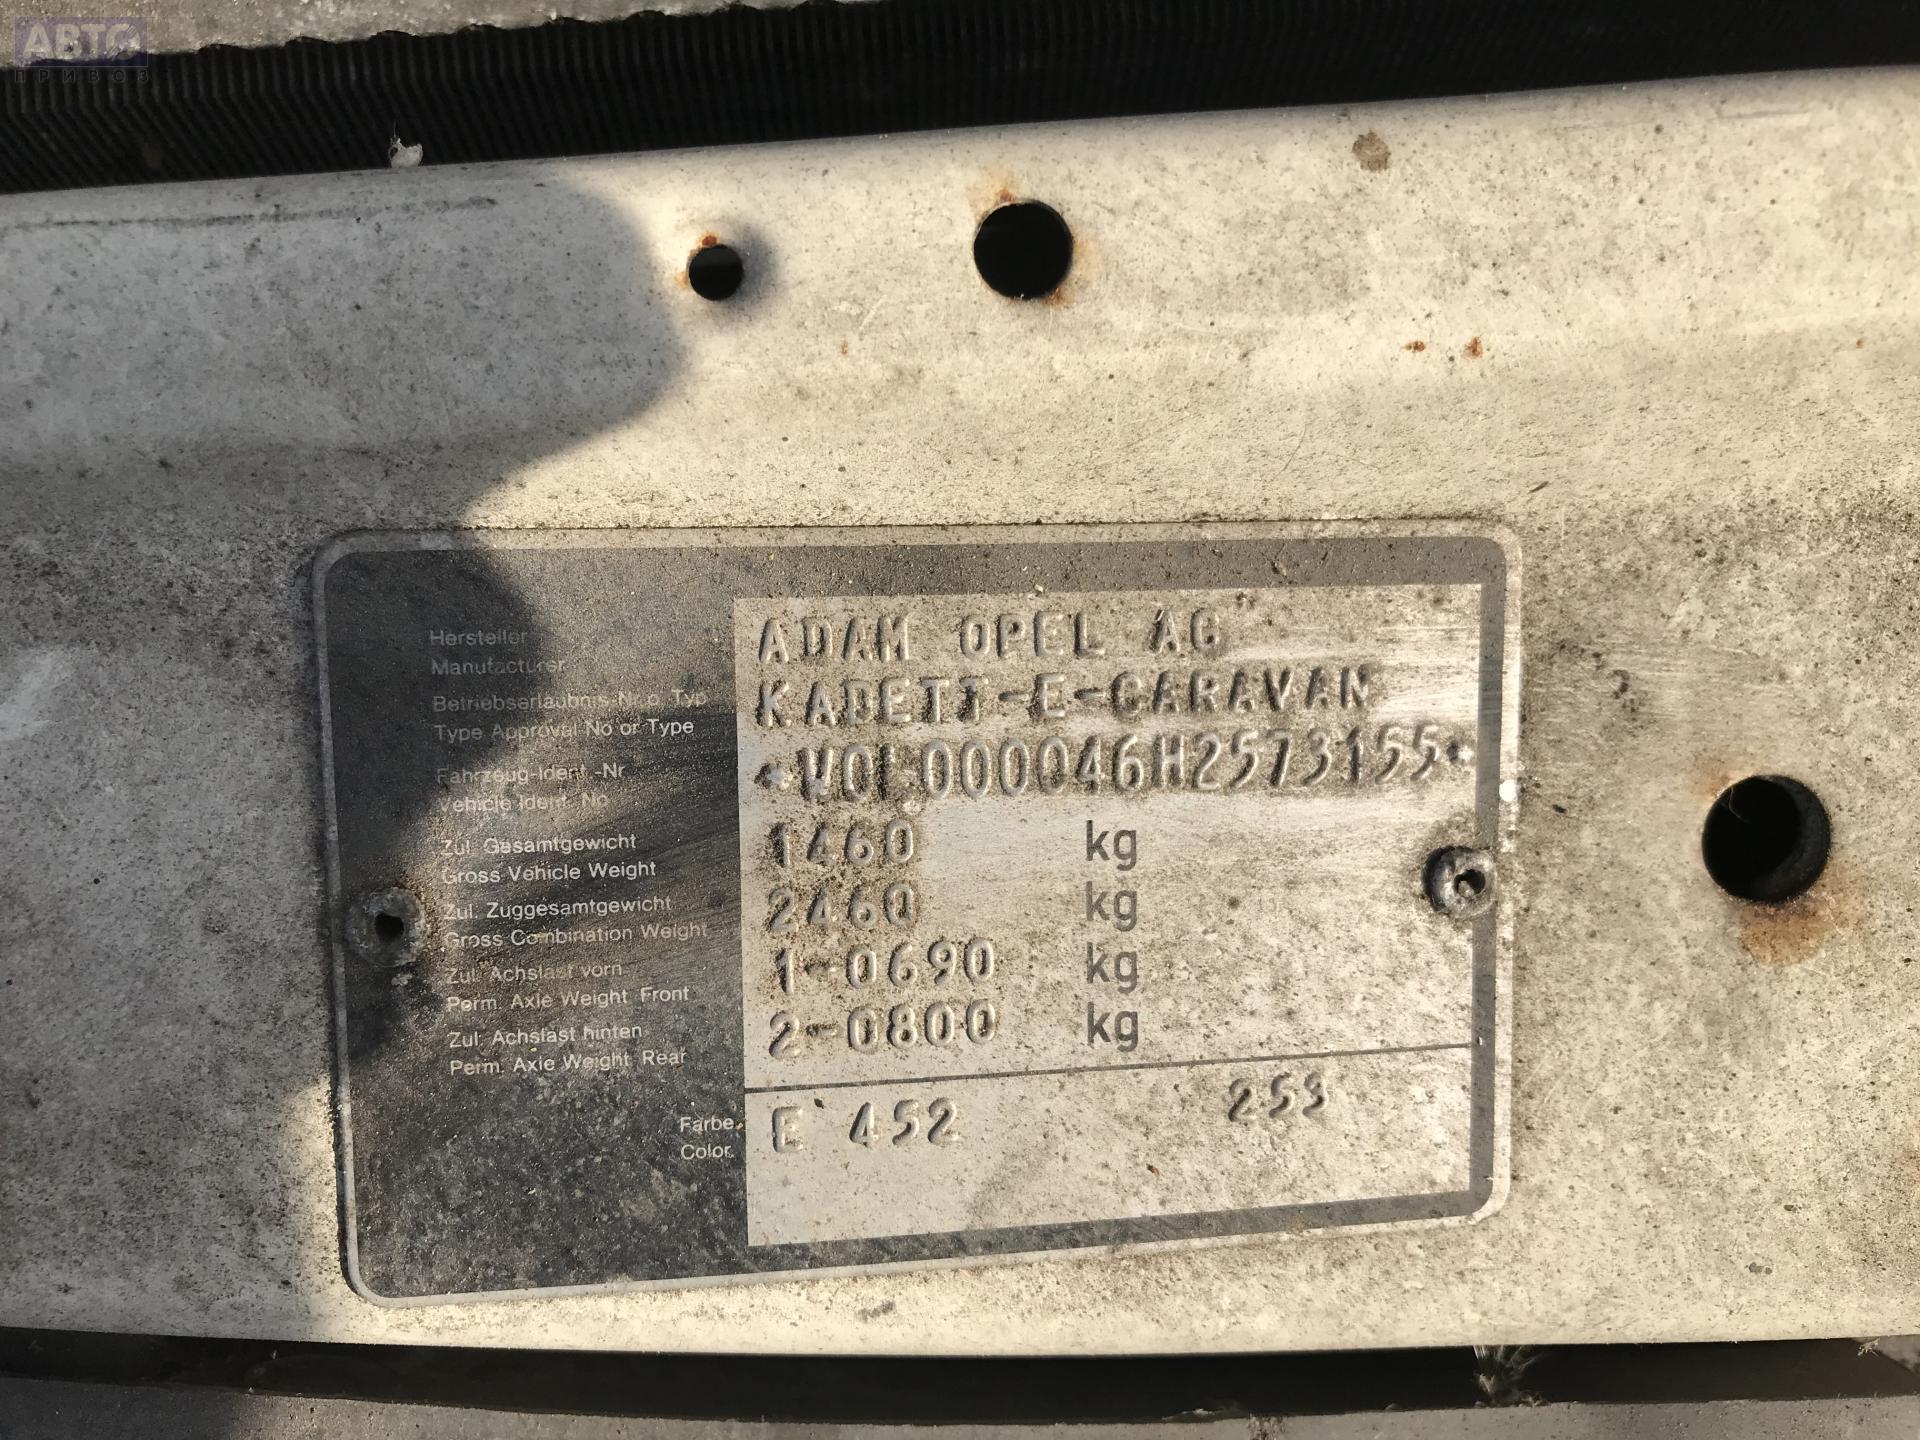 АВТО
ПРИВОЗ
Hersteller
Manufacturer
ADAM OPEL AG
Betriebserlaubnis-Nr. o. Typ
Type Approval No or Type
KADETT-E-CARAVAN
Fahrzeug-Ident.-Nr
Vehicle Ident. No
*W0L000046H2573155*
Zul. Gesamtgewicht
Gross Vehicle Weight
1460 kg
Zul. Zuggesamtgewicht
Gross Combination Weight
2460 kg
Zul. Achslast vorn
Perm. Axle Weight Front
1-0690 kg
Zul. Achslast hinten
Perm. Axle Weight Rear
2-0800 kg
Farbe
Color.
E 452 253